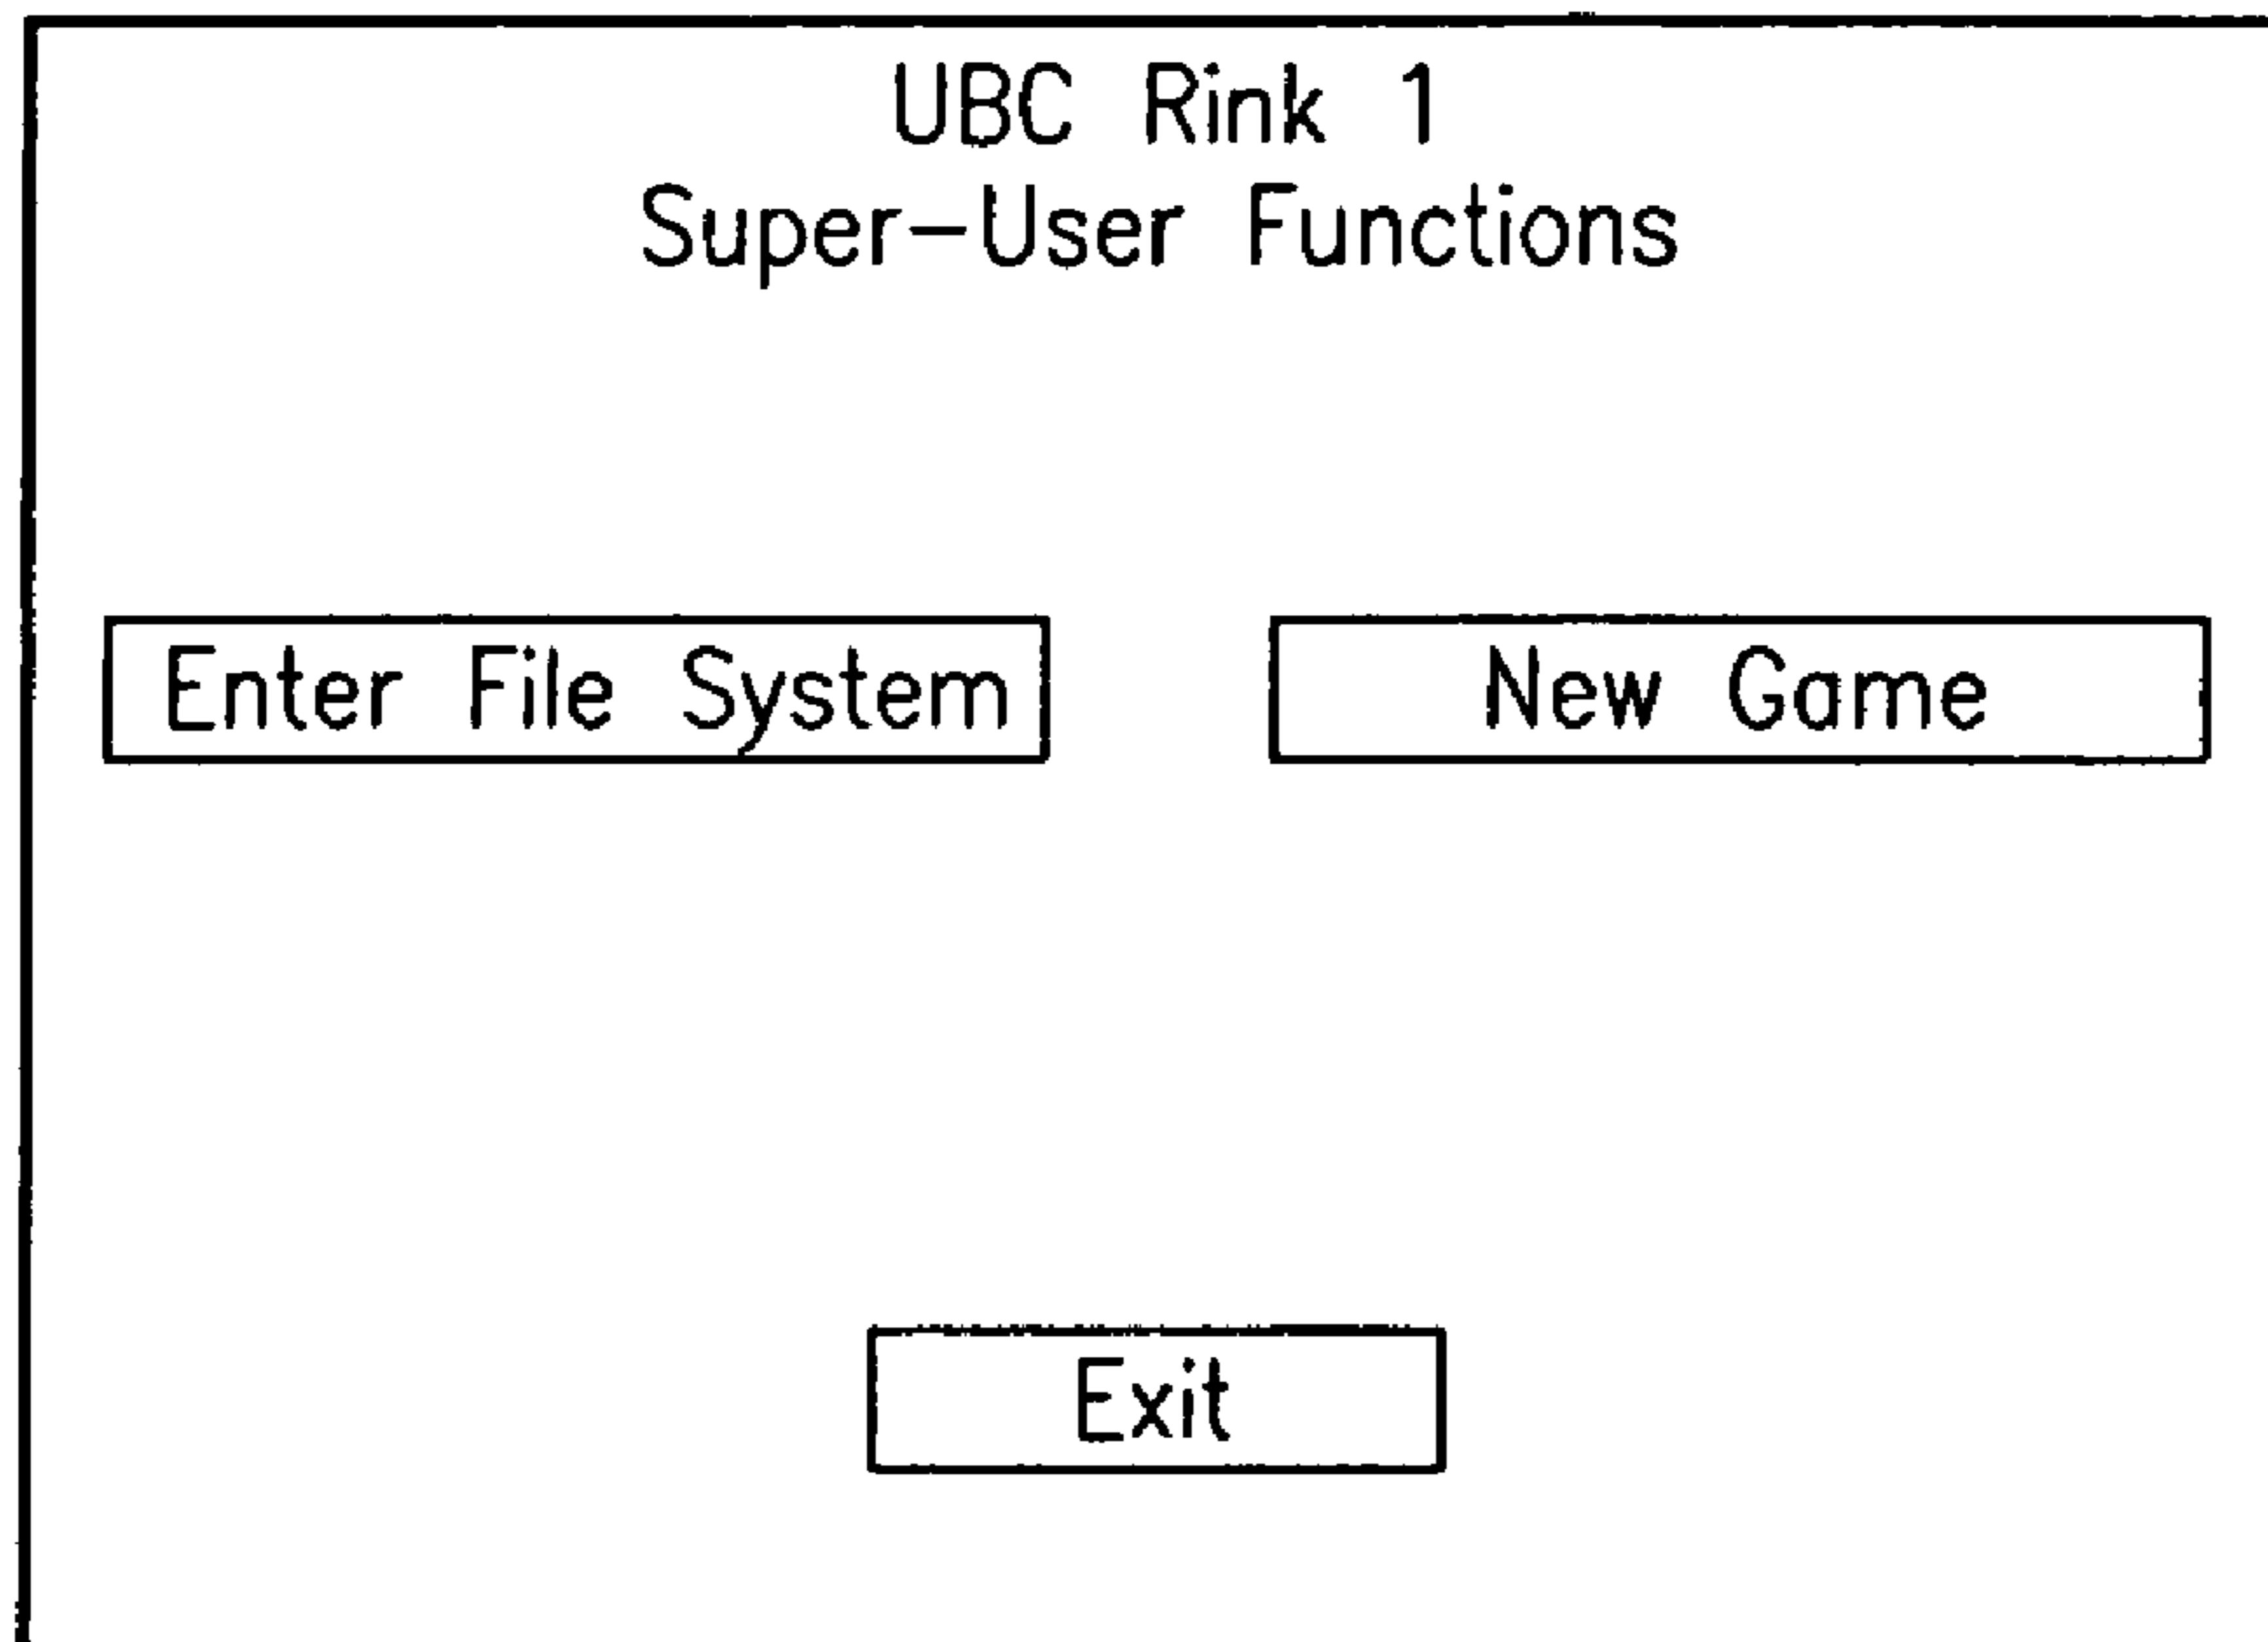 UBC Rink 1
Super-User Functions
Enter File System
New Game
Exit